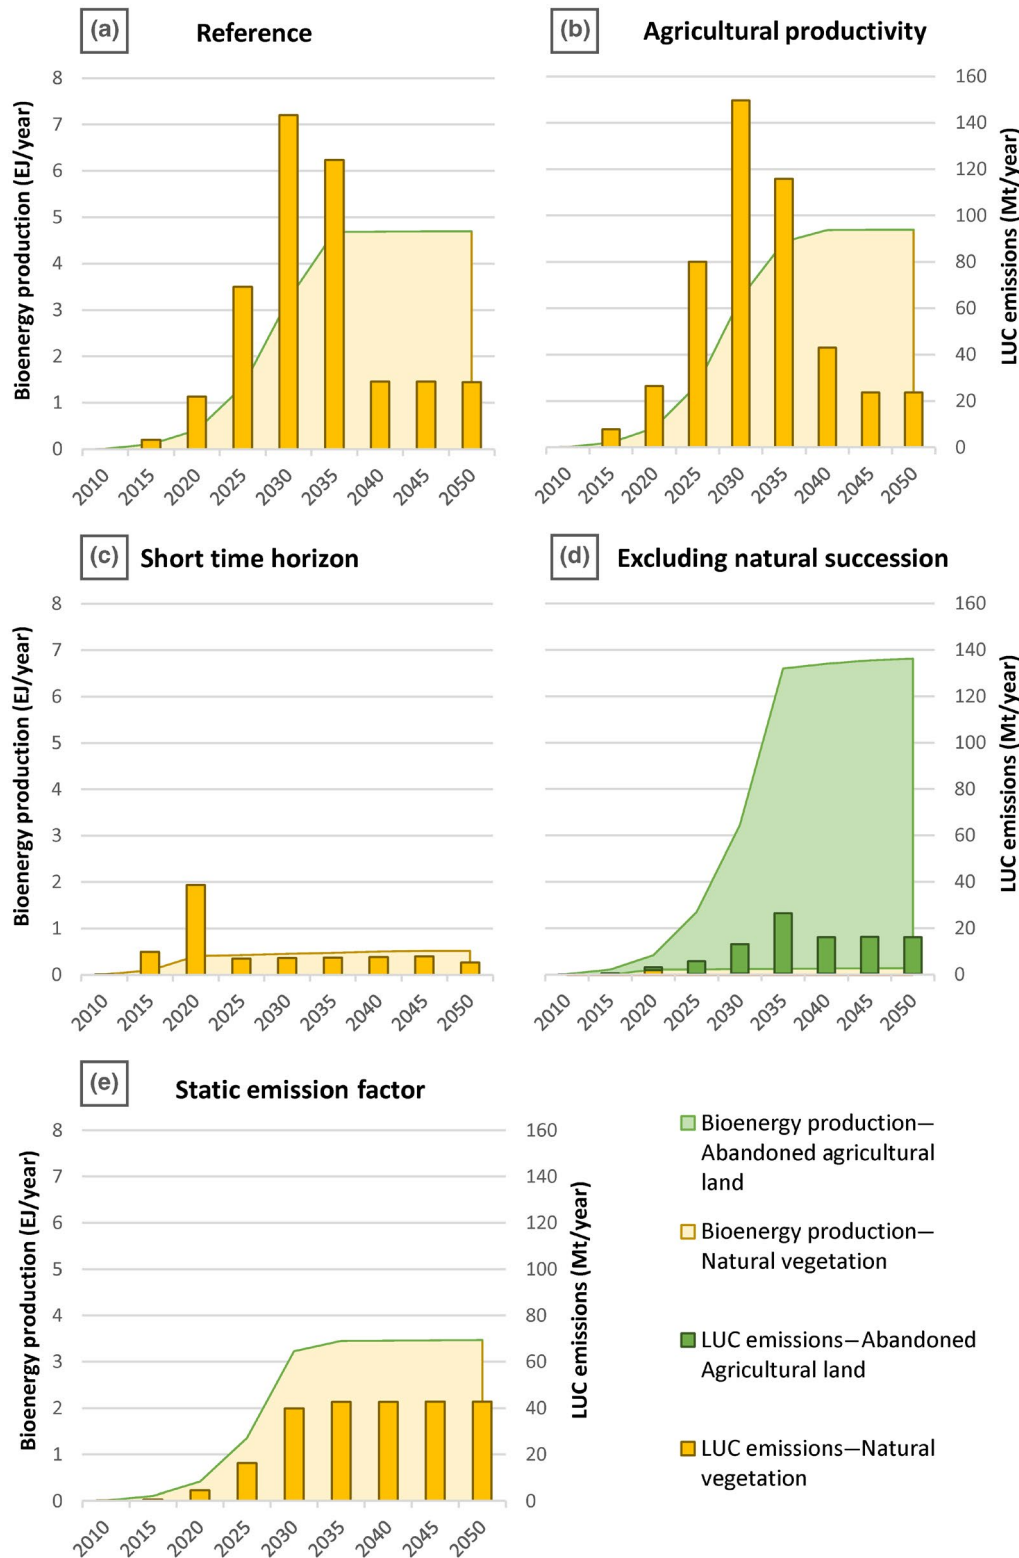 (a) Reference
(b) Agricultural productivity
8
7
6
5
4
3
2
1
0
Bioenergy production (EJ/year)
2010 2015 2020 2025 2030 2035 2040 2045 2050
160
140
120
100
80
60
40
20
0
LUC emissions (Mt/year)
2010 2015 2020 2025 2030 2035 2040 2045 2050
(c) Short time horizon
(d) Excluding natural succession
8
7
6
5
4
3
2
1
0
Bioenergy production (EJ/year)
2010 2015 2020 2025 2030 2035 2040 2045 2050
160
140
120
100
80
60
40
20
0
LUC emissions (Mt/year)
2010 2015 2020 2025 2030 2035 2040 2045 2050
(e) Static emission factor
8
7
6
5
4
3
2
1
0
Bioenergy production (EJ/year)
160
140
120
100
80
60
40
20
0
LUC emissions (Mt/year)
2010 2015 2020 2025 2030 2035 2040 2045 2050
Bioenergy production—
Abandoned agricultural
land
Bioenergy production—
Natural vegetation
LUC emissions—Abandoned
Agricultural land
LUC emissions—Natural
vegetation